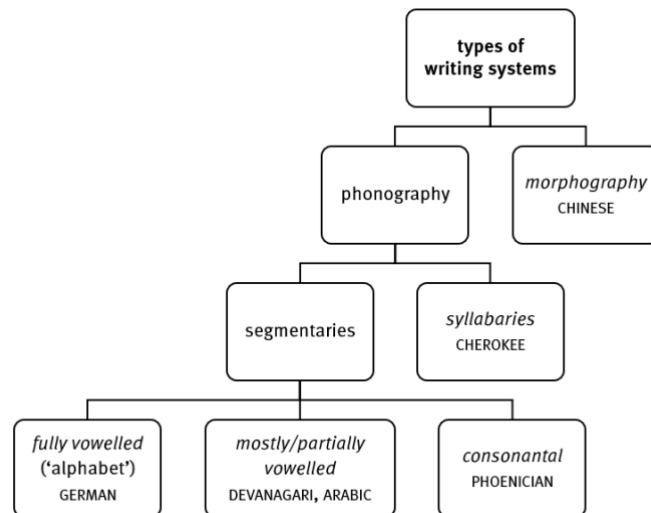 types of
writing systems
phonography
morphography
CHINESE
segmentaries
syllabaries
CHEROKEE
fully vowelled
(‘alphabet’)
GERMAN
mostly/partially
vowelled
DEVANAGARI, ARABIC
consonantal
PHOENICIAN